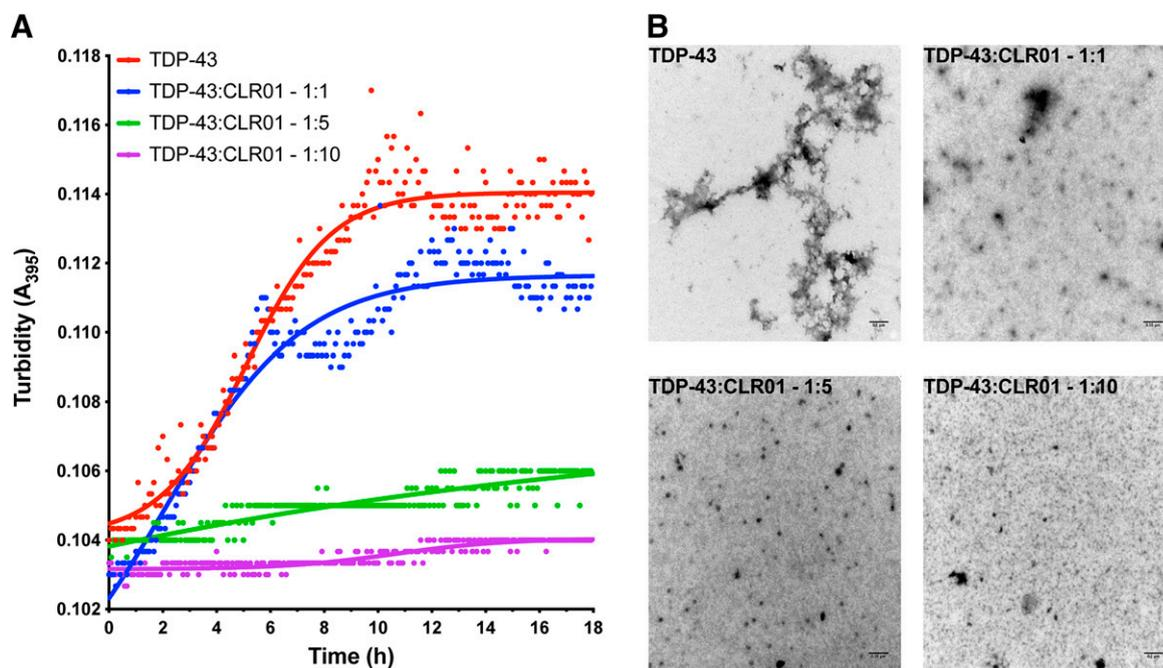 A
0.118
0.116
0.114
0.112
0.110
0.108
0.106
0.104
0.102
Turbidity (A395)
TDP-43
TDP-43:CLR01 - 1:1
TDP-43:CLR01 - 1:5
TDP-43:CLR01 - 1:10
0 2 4 6 8 10 12 14 16 18
Time (h)
B
TDP-43
TDP-43:CLR01 - 1:1
TDP-43:CLR01 - 1:5
TDP-43:CLR01 - 1:10